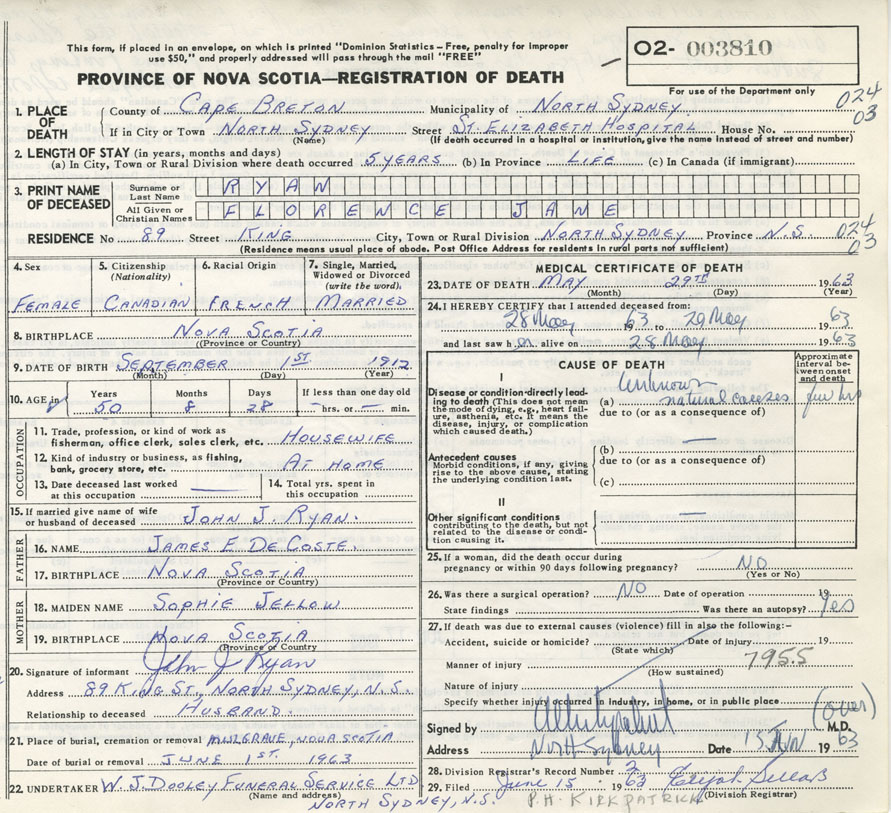 This form, if placed in an envelope, on which is printed "Dominion Statistics - Free, penalty for improper
use $50," and properly addressed will pass through the mail "FREE"
PROVINCE OF NOVA SCOTIA—REGISTRATION OF DEATH
O2- 003810
For use of the Department only
1. PLACE OF DEATH
County of CAPE BRETON Municipality of NORTH SYDNEY 024
If in City or Town NORTH SYDNEY Street ST. ELIZABETH HOSPITAL House No. 03
(Name) (If death occurred in a hospital or institution, give the name instead of street and number)
2. LENGTH OF STAY (in years, months and days)
(a) In City, Town or Rural Division where death occurred 5 YEARS (b) In Province LIFE (c) In Canada (if immigrant)
3. PRINT NAME OF DECEASED
Surname or Last Name RYAN
All Given or Christian Names FLORENCE JANE
RESIDENCE No 89 Street KING City, Town or Rural Division NORTH SYDNEY Province N.S. 024
03
(Residence means usual place of abode. Post Office Address for residents in rural parts not sufficient)
4. Sex 5. Citizenship (Nationality) 6. Racial Origin 7. Single, Married, Widowed or Divorced (write the word)
FEMALE CANADIAN FRENCH MARRIED
8. BIRTHPLACE NOVA SCOTIA
(Province or Country)
9. DATE OF BIRTH SEPTEMBER 1ST 1912
(Month) (Day) (Year)
10. AGE in Years Months Days If less than one day old
50 8 28 hrs. or min.
OCCUPATION
11. Trade, profession, or kind of work as
fisherman, office clerk, sales clerk, etc. HOUSEWIFE
12. Kind of industry or business, as fishing,
bank, grocery store, etc. AT HOME
13. Date deceased last worked
at this occupation
14. Total yrs. spent in
this occupation
15. If married give name of wife
or husband of deceased JOHN J. RYAN.
FATHER
16. NAME JAMES E DE COSTE.
17. BIRTHPLACE NOVA SCOTIA
(Province or Country)
MOTHER
18. MAIDEN NAME SOPHIE JELLOW
19. BIRTHPLACE NOVA SCOTIA
(Province or Country)
20. Signature of informant John J Ryan
Address 89 KING ST., NORTH SYDNEY, N.S.
Relationship to deceased HUSBAND
21. Place of burial, cremation or removal MULGRAVE, NOVA SCOTIA
Date of burial or removal JUNE 1ST. 1963
22. UNDERTAKER W. J. DOOLEY FUNERAL SERVICE LTD
(Name and address)
NORTH SYDNEY, N.S.
MEDICAL CERTIFICATE OF DEATH
23. DATE OF DEATH MAY 29TH 1963
(Month) (Day) (Year)
24. I HEREBY CERTIFY that I attended deceased from:
28 May 1963 to 29 May 1963
and last saw her alive on 28 May 1963
CAUSE OF DEATH
Approximate interval between onset and death
I
Disease or condition directly leading to death (This does not mean
the mode of dying, e.g., heart failure, asthenia, etc. It means the
disease, injury, or complication
which caused death.)
Unknown
(a) natural causes few hrs
due to (or as a consequence of)
Antecedent causes
Morbid conditions, if any, giving
rise to the above cause, stating
the underlying condition last.
(b)
due to (or as a consequence of)
(c)
II
Other significant conditions
contributing to the death, but not
related to the disease or condition causing it.
25. If a woman, did the death occur during
pregnancy or within 90 days following pregnancy? NO
(Yes or No)
26. Was there a surgical operation? NO Date of operation 19
State findings Was there an autopsy? Yes
27. If death was due to external causes (violence) fill in also the following:-
Accident, suicide or homicide? Date of injury 19
(State which)
Manner of injury 795.5
(How sustained)
Nature of injury
Specify whether injury occurred in industry, in home, or in public place
(over)
Signed by M.D.
Address North Sydney Date 15 JUN 1963
28. Division Registrar's Record Number
29. Filed June 15 1963
(Division Registrar)
P.H. KIRKPATRICK